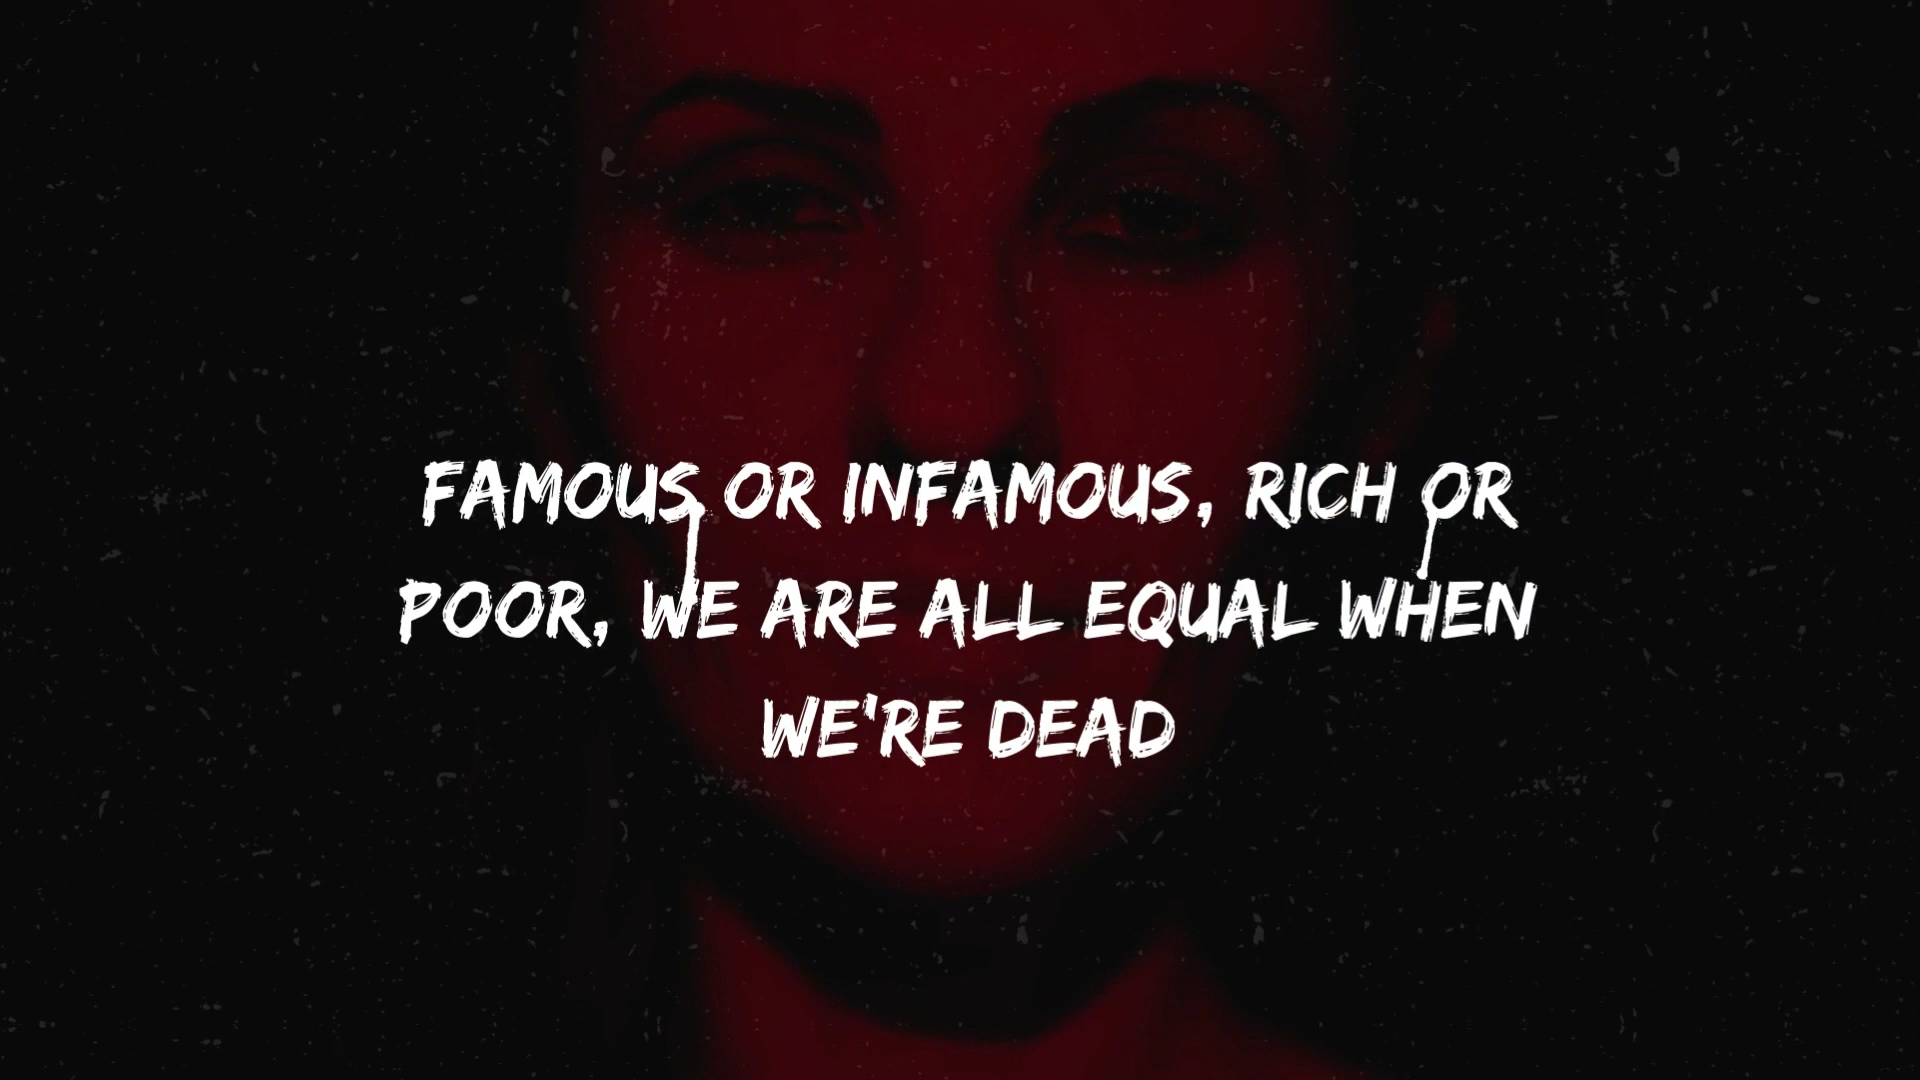 FAMOUS OR INFAMOUS, RICH OR
POOR, WE ARE ALL EQUAL WHEN
WE'RE DEAD